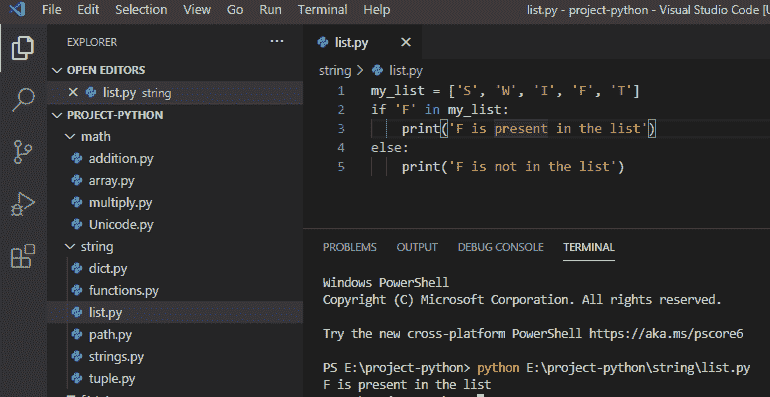 File Edit Selection View Go Run Terminal Help list.py - project-python - Visual Studio Code [U
EXPLORER ...
OPEN EDITORS
list.py string
PROJECT-PYTHON
math
addition.py
array.py
multiply.py
Unicode.py
string
dict.py
functions.py
list.py
path.py
strings.py
tuple.py
list.py
string > list.py
1 my_list = ['S', 'W', 'I', 'F', 'T']
2 if 'F' in my_list:
3 print('F is present in the list')
4 else:
5 print('F is not in the list')
PROBLEMS OUTPUT DEBUG CONSOLE TERMINAL
Windows PowerShell
Copyright (C) Microsoft Corporation. All rights reserved.
Try the new cross-platform PowerShell https://aka.ms/pscore6
PS E:\project-python> python E:\project-python\string\list.py
F is present in the list